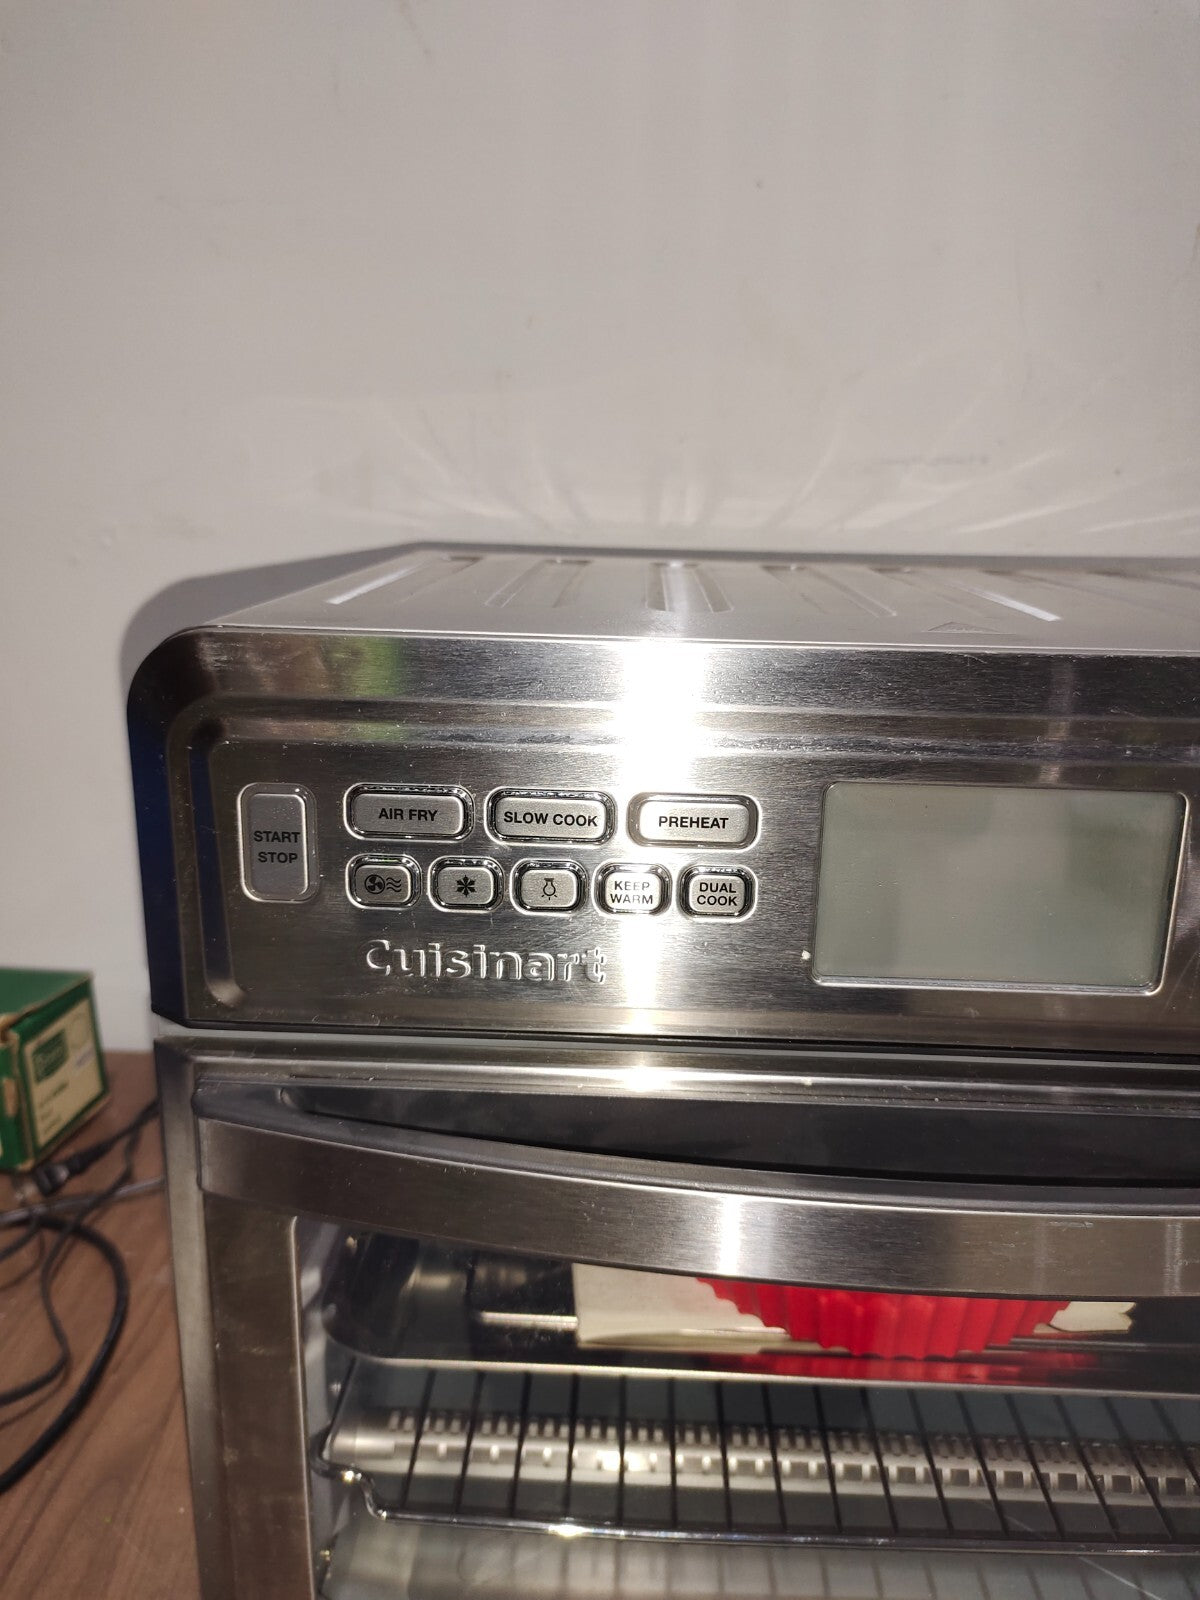 START
STOP
AIR FRY
SLOW COOK
PREHEAT
KEEP
WARM
DUAL
COOK
Cuisinart